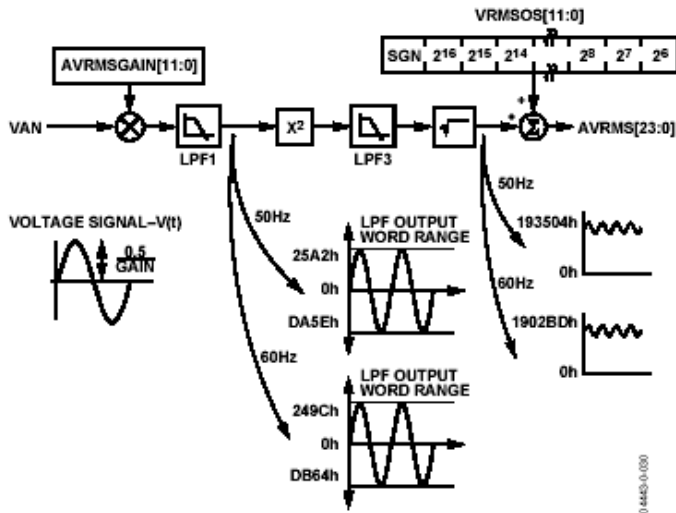 VRMSOS[11:0]
AVRMSGAIN[11:0]
SGN 2^16 2^15 2^14 2^8 2^7 2^6
VAN
LPF1
X^2
LPF3
+
+
Σ
AVRMS[23:0]
VOLTAGE SIGNAL–V(t)
0.5
GAIN
50Hz
60Hz
LPF OUTPUT
WORD RANGE
25A2h
0h
DA5Eh
LPF OUTPUT
WORD RANGE
249Ch
0h
DB64h
50Hz
193504h
0h
60Hz
1902BDh
0h
04443-0-030